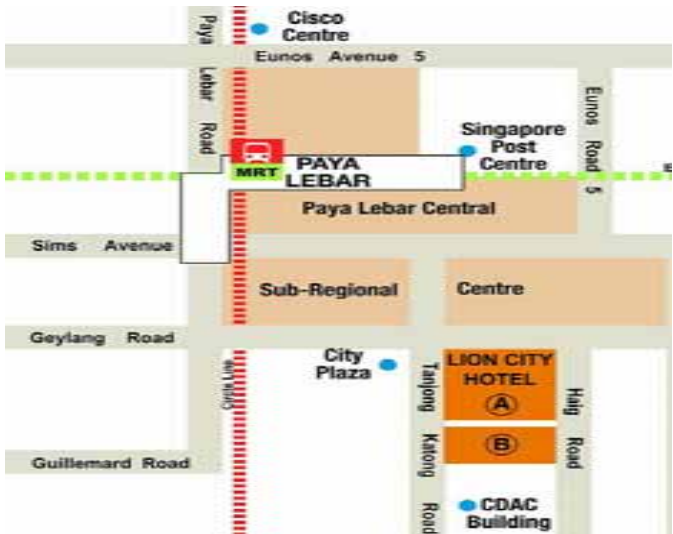 Paya Lebar Road
Cisco
Centre
Eunos Avenue 5
Eunos Road 5
Singapore
Post
Centre
MRT
PAYA
LEBAR
Paya Lebar Central
Sims Avenue
Sub-Regional Centre
Geylang Road
Circle Line
City
Plaza
Tanjong Katong Road
LION CITY
HOTEL
A
B
Haig Road
Guillemard Road
CDAC
Building